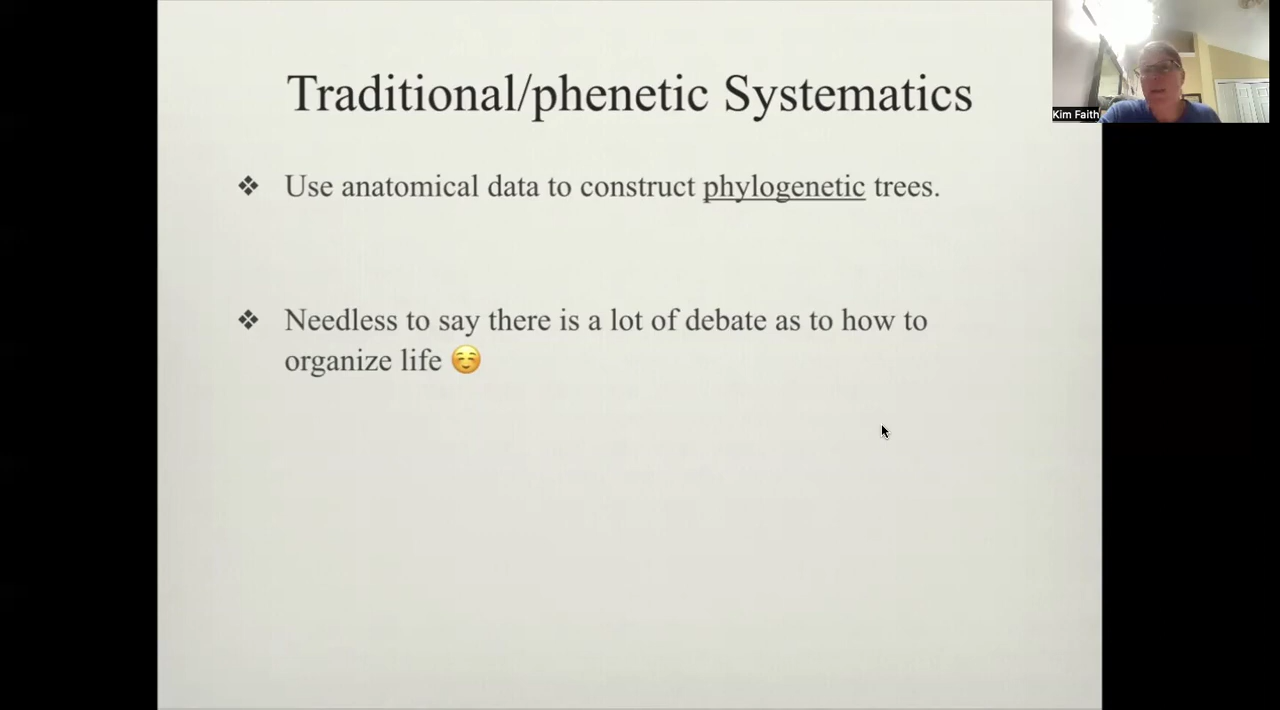 Traditional/phenetic Systematics
Kim Faith
❖ Use anatomical data to construct phylogenetic trees.
❖ Needless to say there is a lot of debate as to how to
organize life ☺️